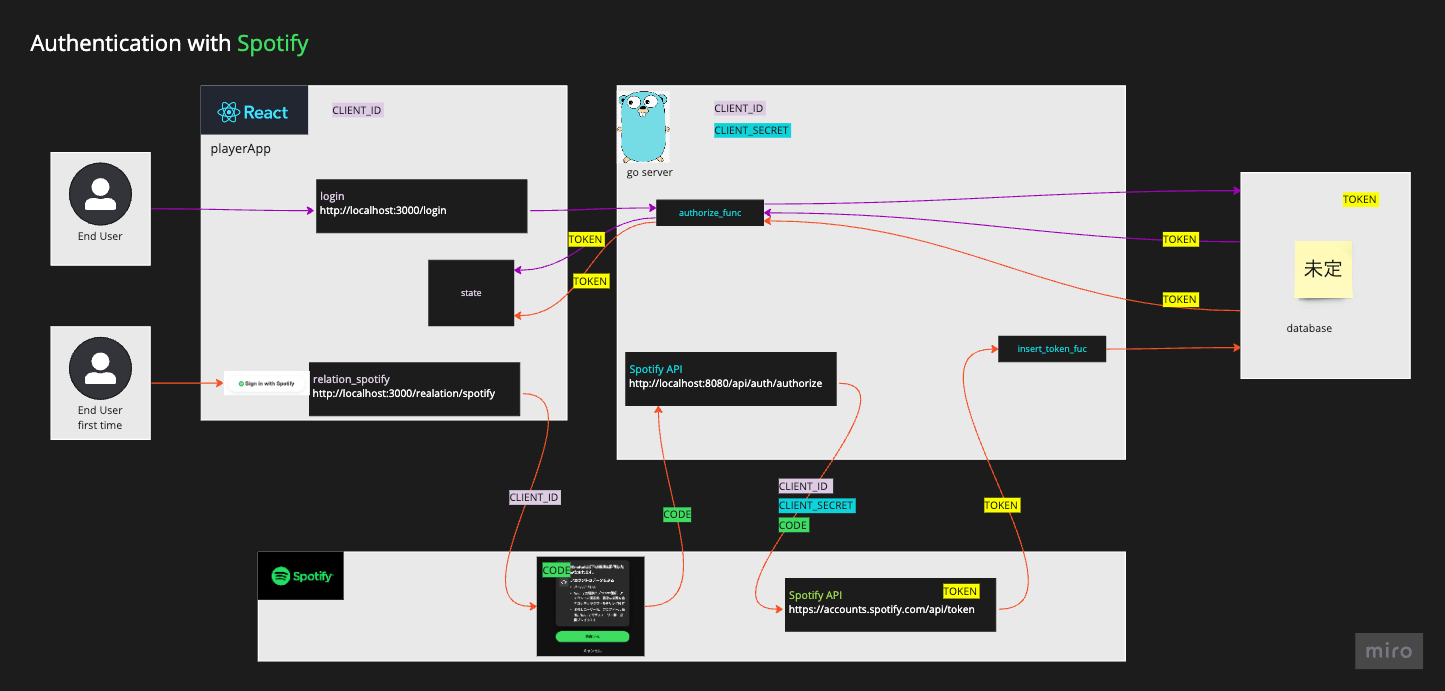 Authentication with Spotify
React
CLIENT_ID
playerApp
End User
login
http://localhost:3000/login
state
End User
first time
Sign in with Spotify
relation_spotify
http://localhost:3000/realation/spotify
go server
CLIENT_ID
CLIENT_SECRET
authorize_func
TOKEN
TOKEN
Spotify API
http://localhost:8080/api/auth/authorize
insert_token_fuc
TOKEN
TOKEN
TOKEN
未定
database
CLIENT_ID
CODE
CLIENT_ID
CLIENT_SECRET
CODE
TOKEN
Spotify
CODE
Spotify API
TOKEN
https://accounts.spotify.com/api/token
miro